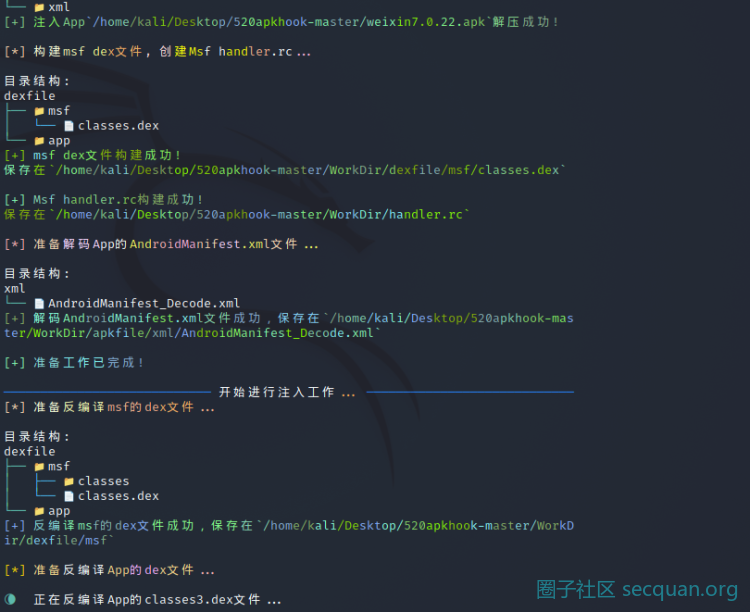 └── 📁 xml
[+] 注入App`/home/kali/Desktop/520apkhook-master/weixin7.0.22.apk`解压成功!
[*] 构建msf dex文件, 创建Msf handler.rc ...
目录结构:
dexfile
├── 📁 msf
│   └── 📄 classes.dex
└── 📁 app
[+] msf dex文件构建成功!
保存在`/home/kali/Desktop/520apkhook-master/WorkDir/dexfile/msf/classes.dex`
[+] Msf handler.rc构建成功!
保存在`/home/kali/Desktop/520apkhook-master/WorkDir/handler.rc`
[*] 准备解码App的AndroidManifest.xml文件 ...
目录结构:
xml
└── 📄 AndroidManifest_Decode.xml
[+] 解码AndroidManifest.xml文件成功,保存在`/home/kali/Desktop/520apkhook-mas
ter/WorkDir/apkfile/xml/AndroidManifest_Decode.xml`
[+] 准备工作已完成!
开始进行注入工作 ...
[*] 准备反编译msf的dex文件 ...
目录结构:
dexfile
├── 📁 msf
│   ├── 📁 classes
│   └── 📄 classes.dex
└── 📁 app
[+] 反编译msf的dex文件成功,保存在`/home/kali/Desktop/520apkhook-master/WorkD
ir/dexfile/msf`
[*] 准备反编译App的dex文件 ...
正在反编译App的classes3.dex文件 ...
圈子社区 secquan.org